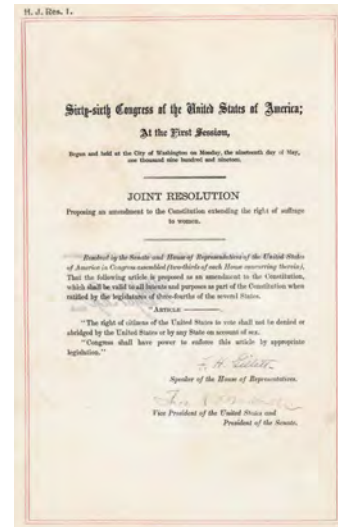 H. J. Res. 1.
Sixty-sixth Congress of the United States of America;
At the First Session,
Begun and held at the City of Washington on Monday, the nineteenth day of May,
one thousand nine hundred and nineteen.
JOINT RESOLUTION
Proposing an amendment to the Constitution extending the right of suffrage
to women.
Resolved by the Senate and House of Representatives of the United States
of America in Congress assembled (two-thirds of each House concurring therein),
That the following article is proposed as an amendment to the Constitution,
which shall be valid to all intents and purposes as part of the Constitution when
ratified by the legislatures of three-fourths of the several States.
"ARTICLE ————.
"The right of citizens of the United States to vote shall not be denied or
abridged by the United States or by any State on account of sex.
"Congress shall have power to enforce this article by appropriate
legislation."
F. H. Gillett
Speaker of the House of Representatives.
Vice President of the United States and
President of the Senate.